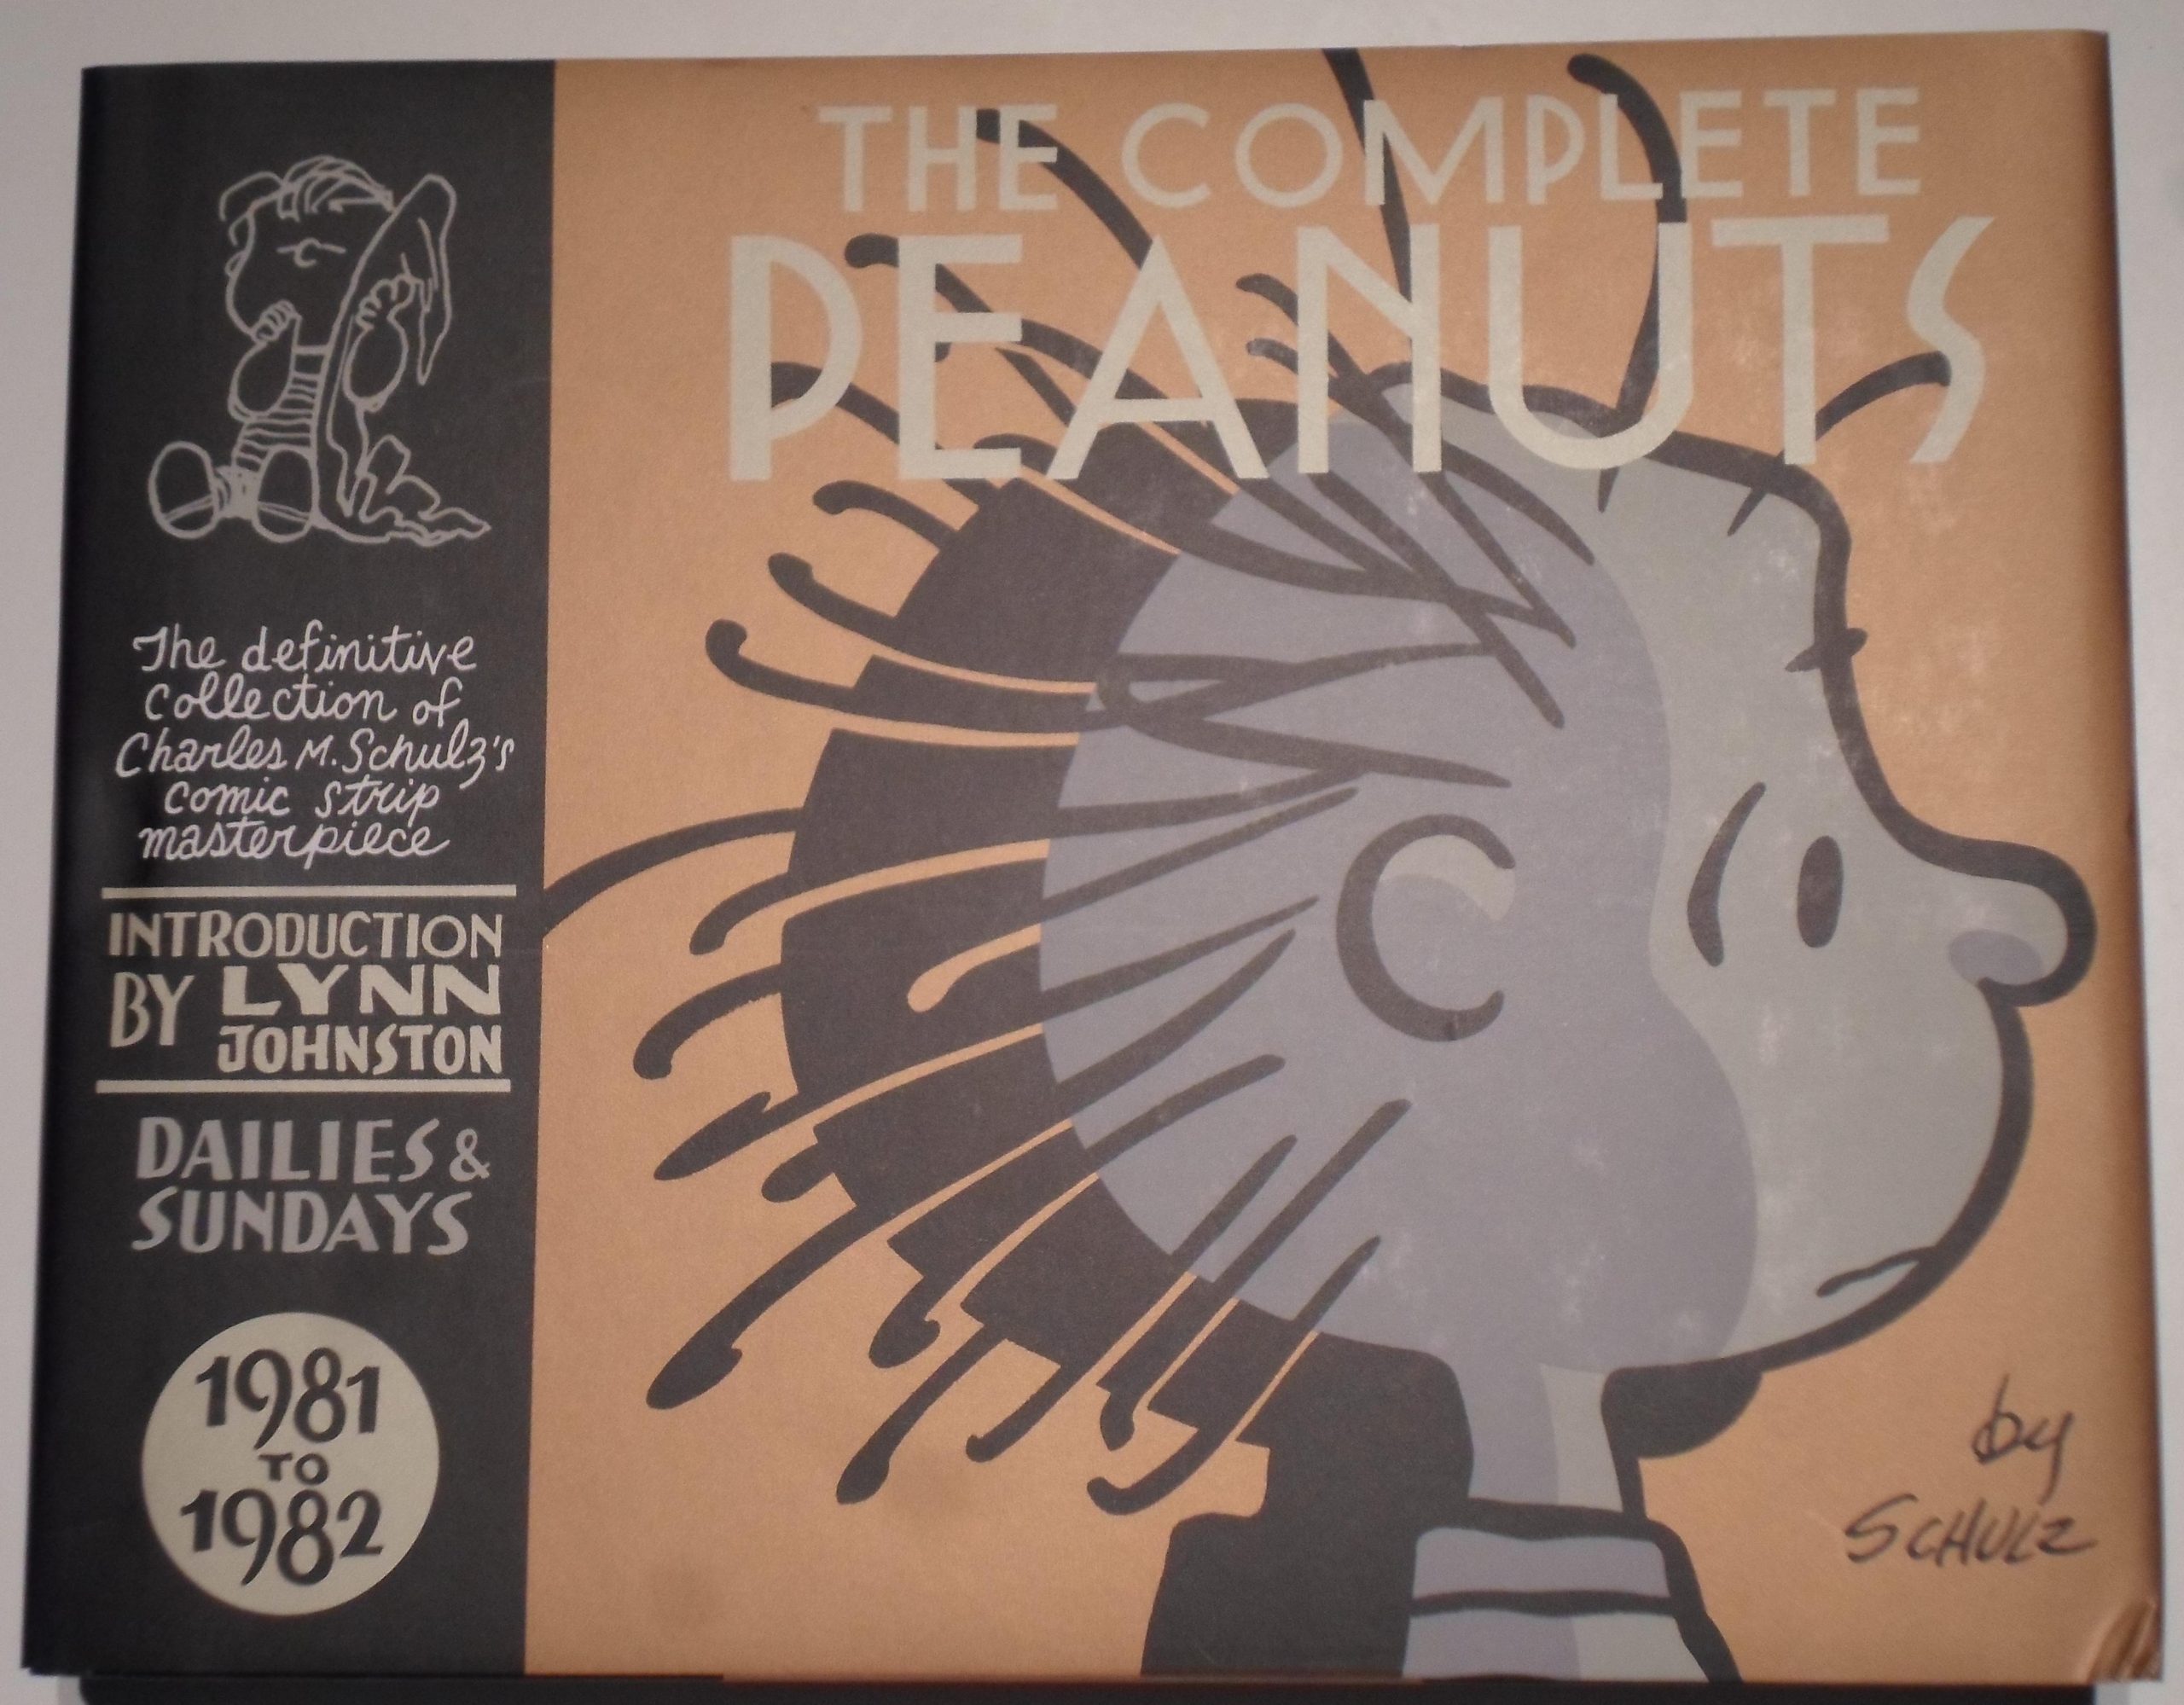 The definitive
collection of
Charles M. Schulz's
comic strip
masterpiece
INTRODUCTION
BY LYNN
JOHNSTON
DAILIES &
SUNDAYS
1981
TO
1982
THE COMPLETE
PEANUTS
by
SCHULZ